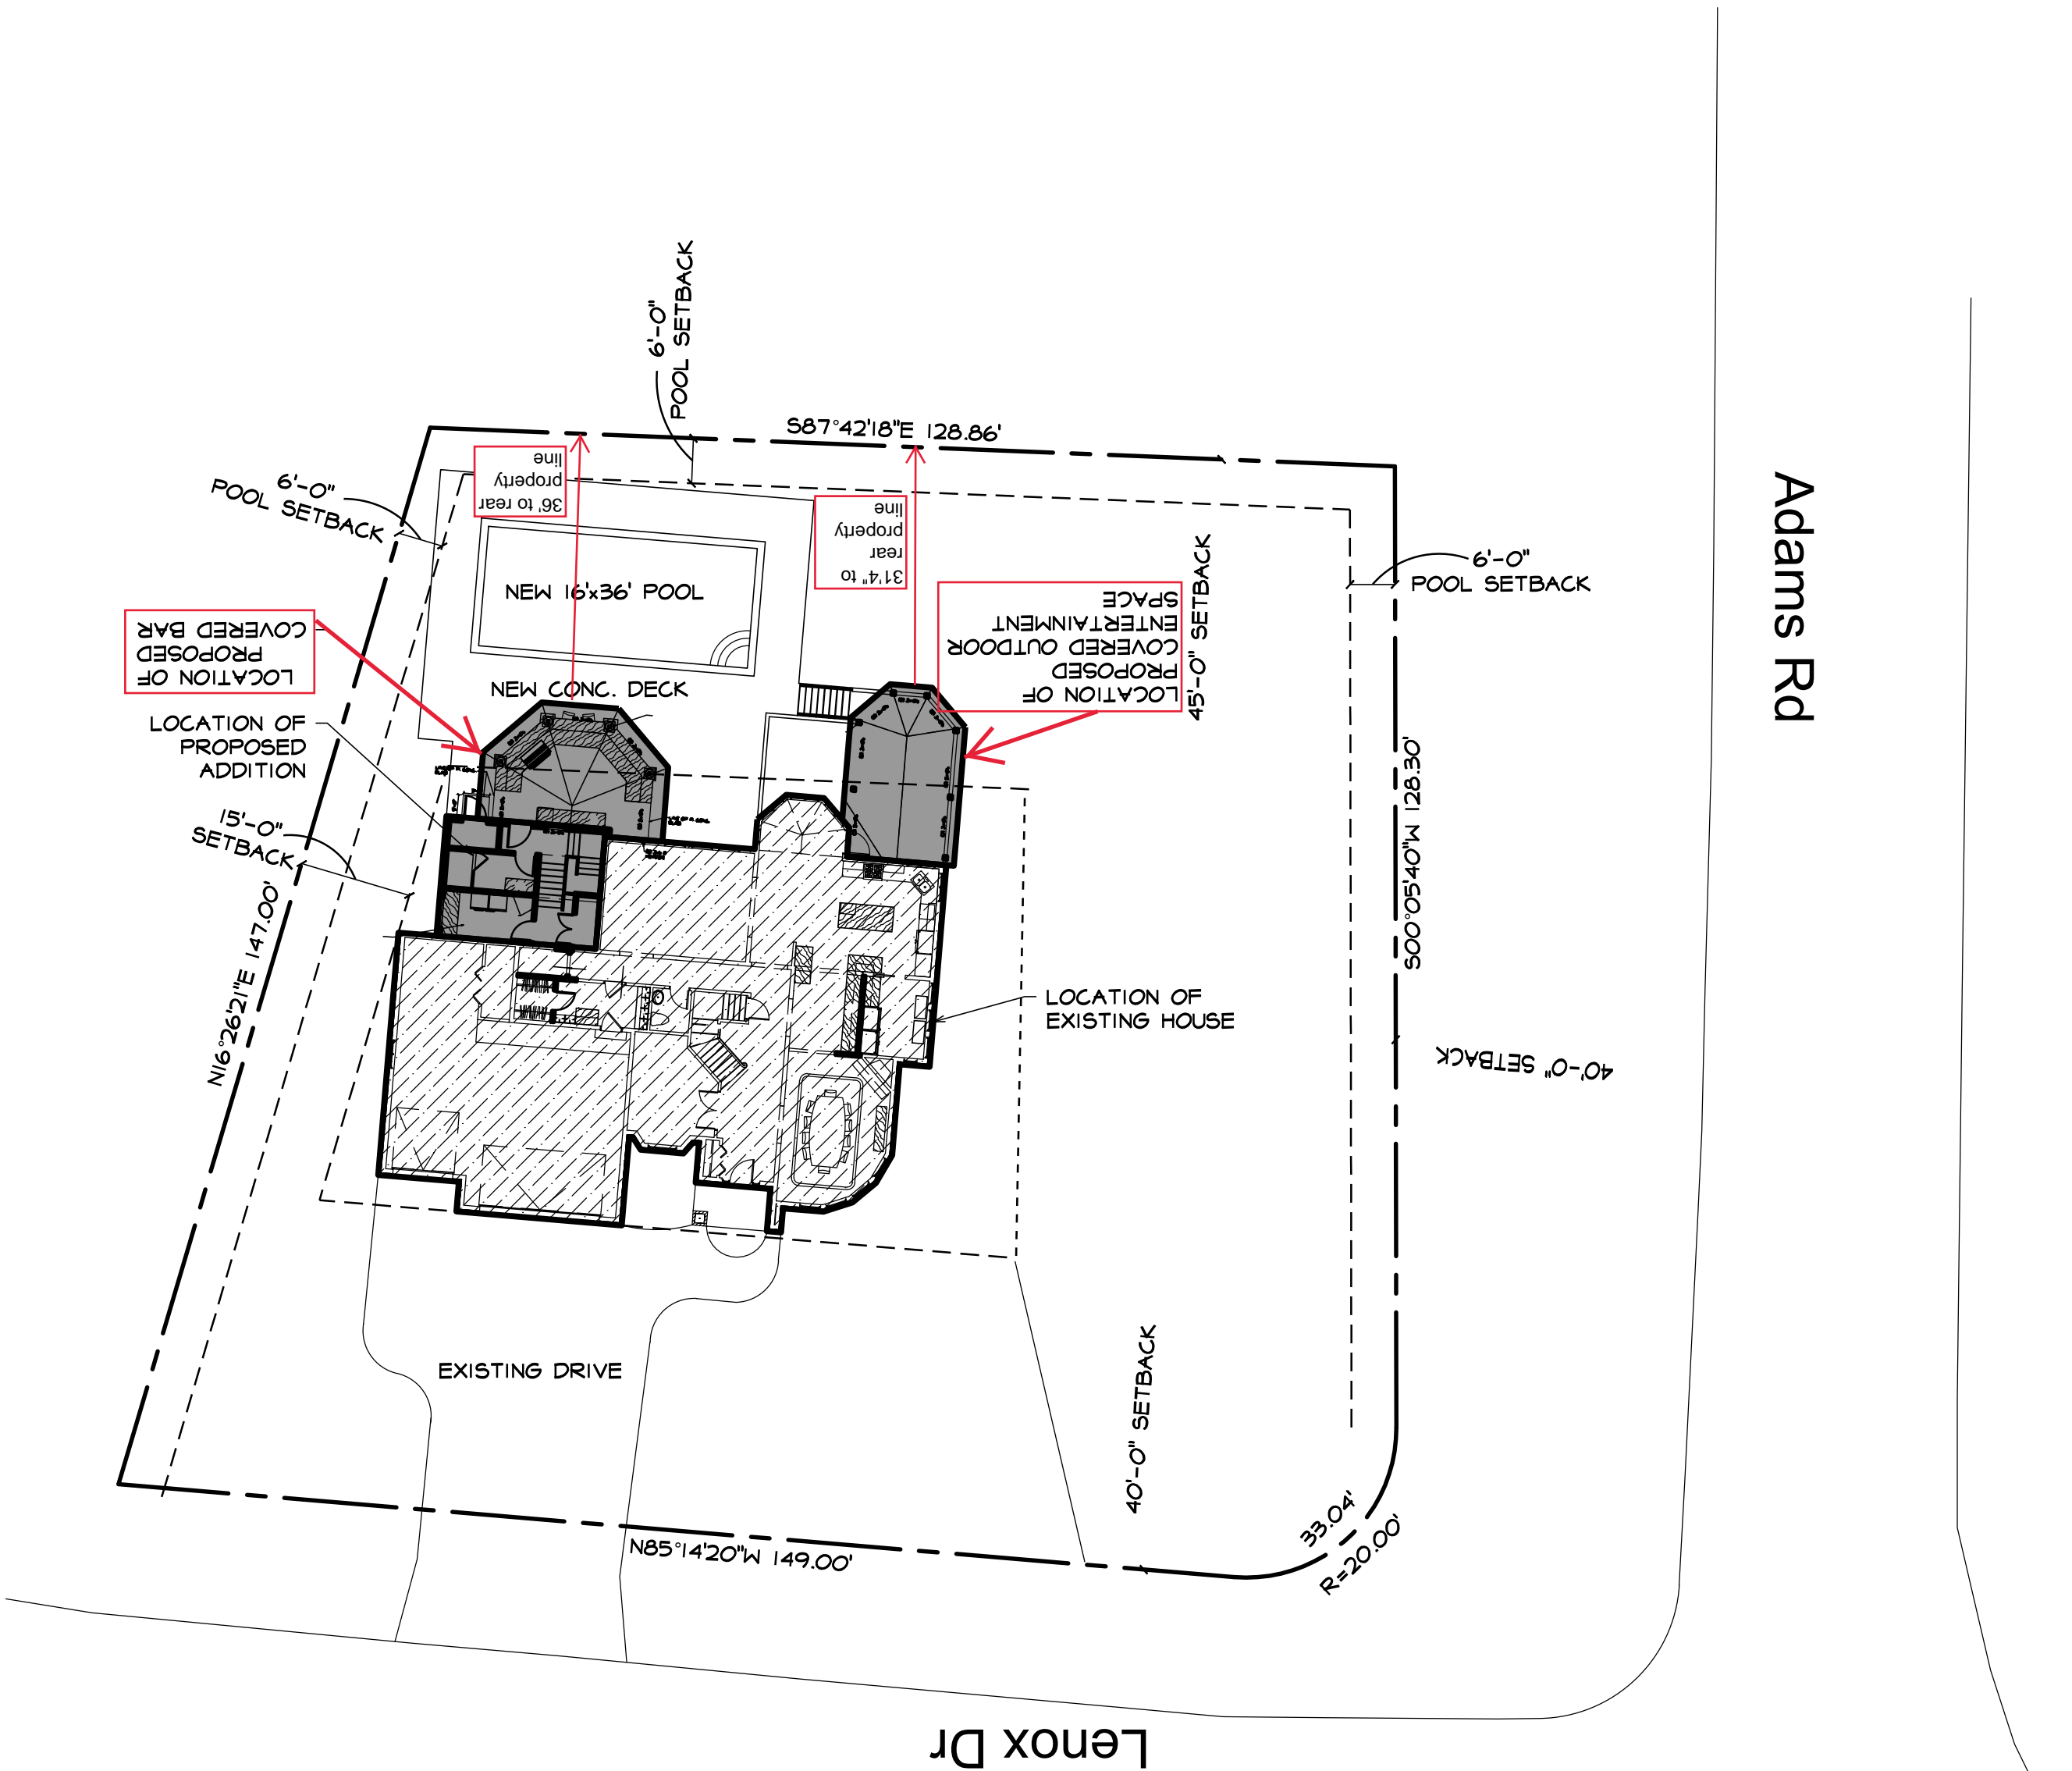 6'-0"
POOL SETBACK
S87°42'18"E 128.86'
36' to rear
property
line
31'4" to
rear
property
line
6'-0"
POOL SETBACK
6'-0"
POOL SETBACK
45'-0" SETBACK
NEW 16'x36' POOL
NEW CONC. DECK
LOCATION OF
PROPOSED
COVERED BAR
LOCATION OF
PROPOSED
COVERED OUTDOOR
ENTERTAINMENT
SPACE
LOCATION OF
PROPOSED
ADDITION
15'-0"
SETBACK
N16°26'21"E 147.00'
S00°05'40"W 128.30'
LOCATION OF
EXISTING HOUSE
40'-0" SETBACK
EXISTING DRIVE
40'-0" SETBACK
33.04'
R=20.00'
N85°14'20"W 149.00'
Adams Rd
Lenox Dr